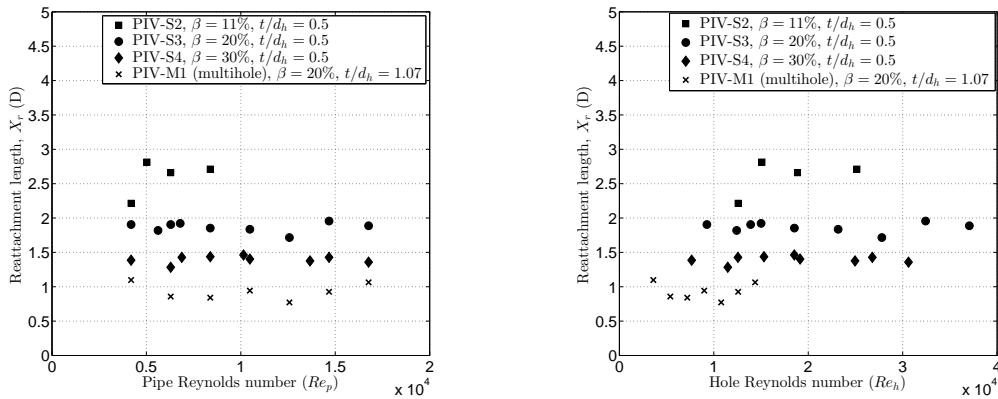 PIV-S2, β = 11%, t/d_h = 0.5
PIV-S3, β = 20%, t/d_h = 0.5
PIV-S4, β = 30%, t/d_h = 0.5
PIV-M1 (multihole), β = 20%, t/d_h = 1.07
5
4.5
4
3.5
3
2.5
2
1.5
1
0.5
0
Reattachment length, X_r (D)
0 0.5 1 1.5 2
x 10^4
Pipe Reynolds number (Re_p)
PIV-S2, β = 11%, t/d_h = 0.5
PIV-S3, β = 20%, t/d_h = 0.5
PIV-S4, β = 30%, t/d_h = 0.5
PIV-M1 (multihole), β = 20%, t/d_h = 1.07
5
4.5
4
3.5
3
2.5
2
1.5
1
0.5
0
Reattachment length, X_r (D)
0 1 2 3 4
x 10^4
Hole Reynolds number (Re_h)